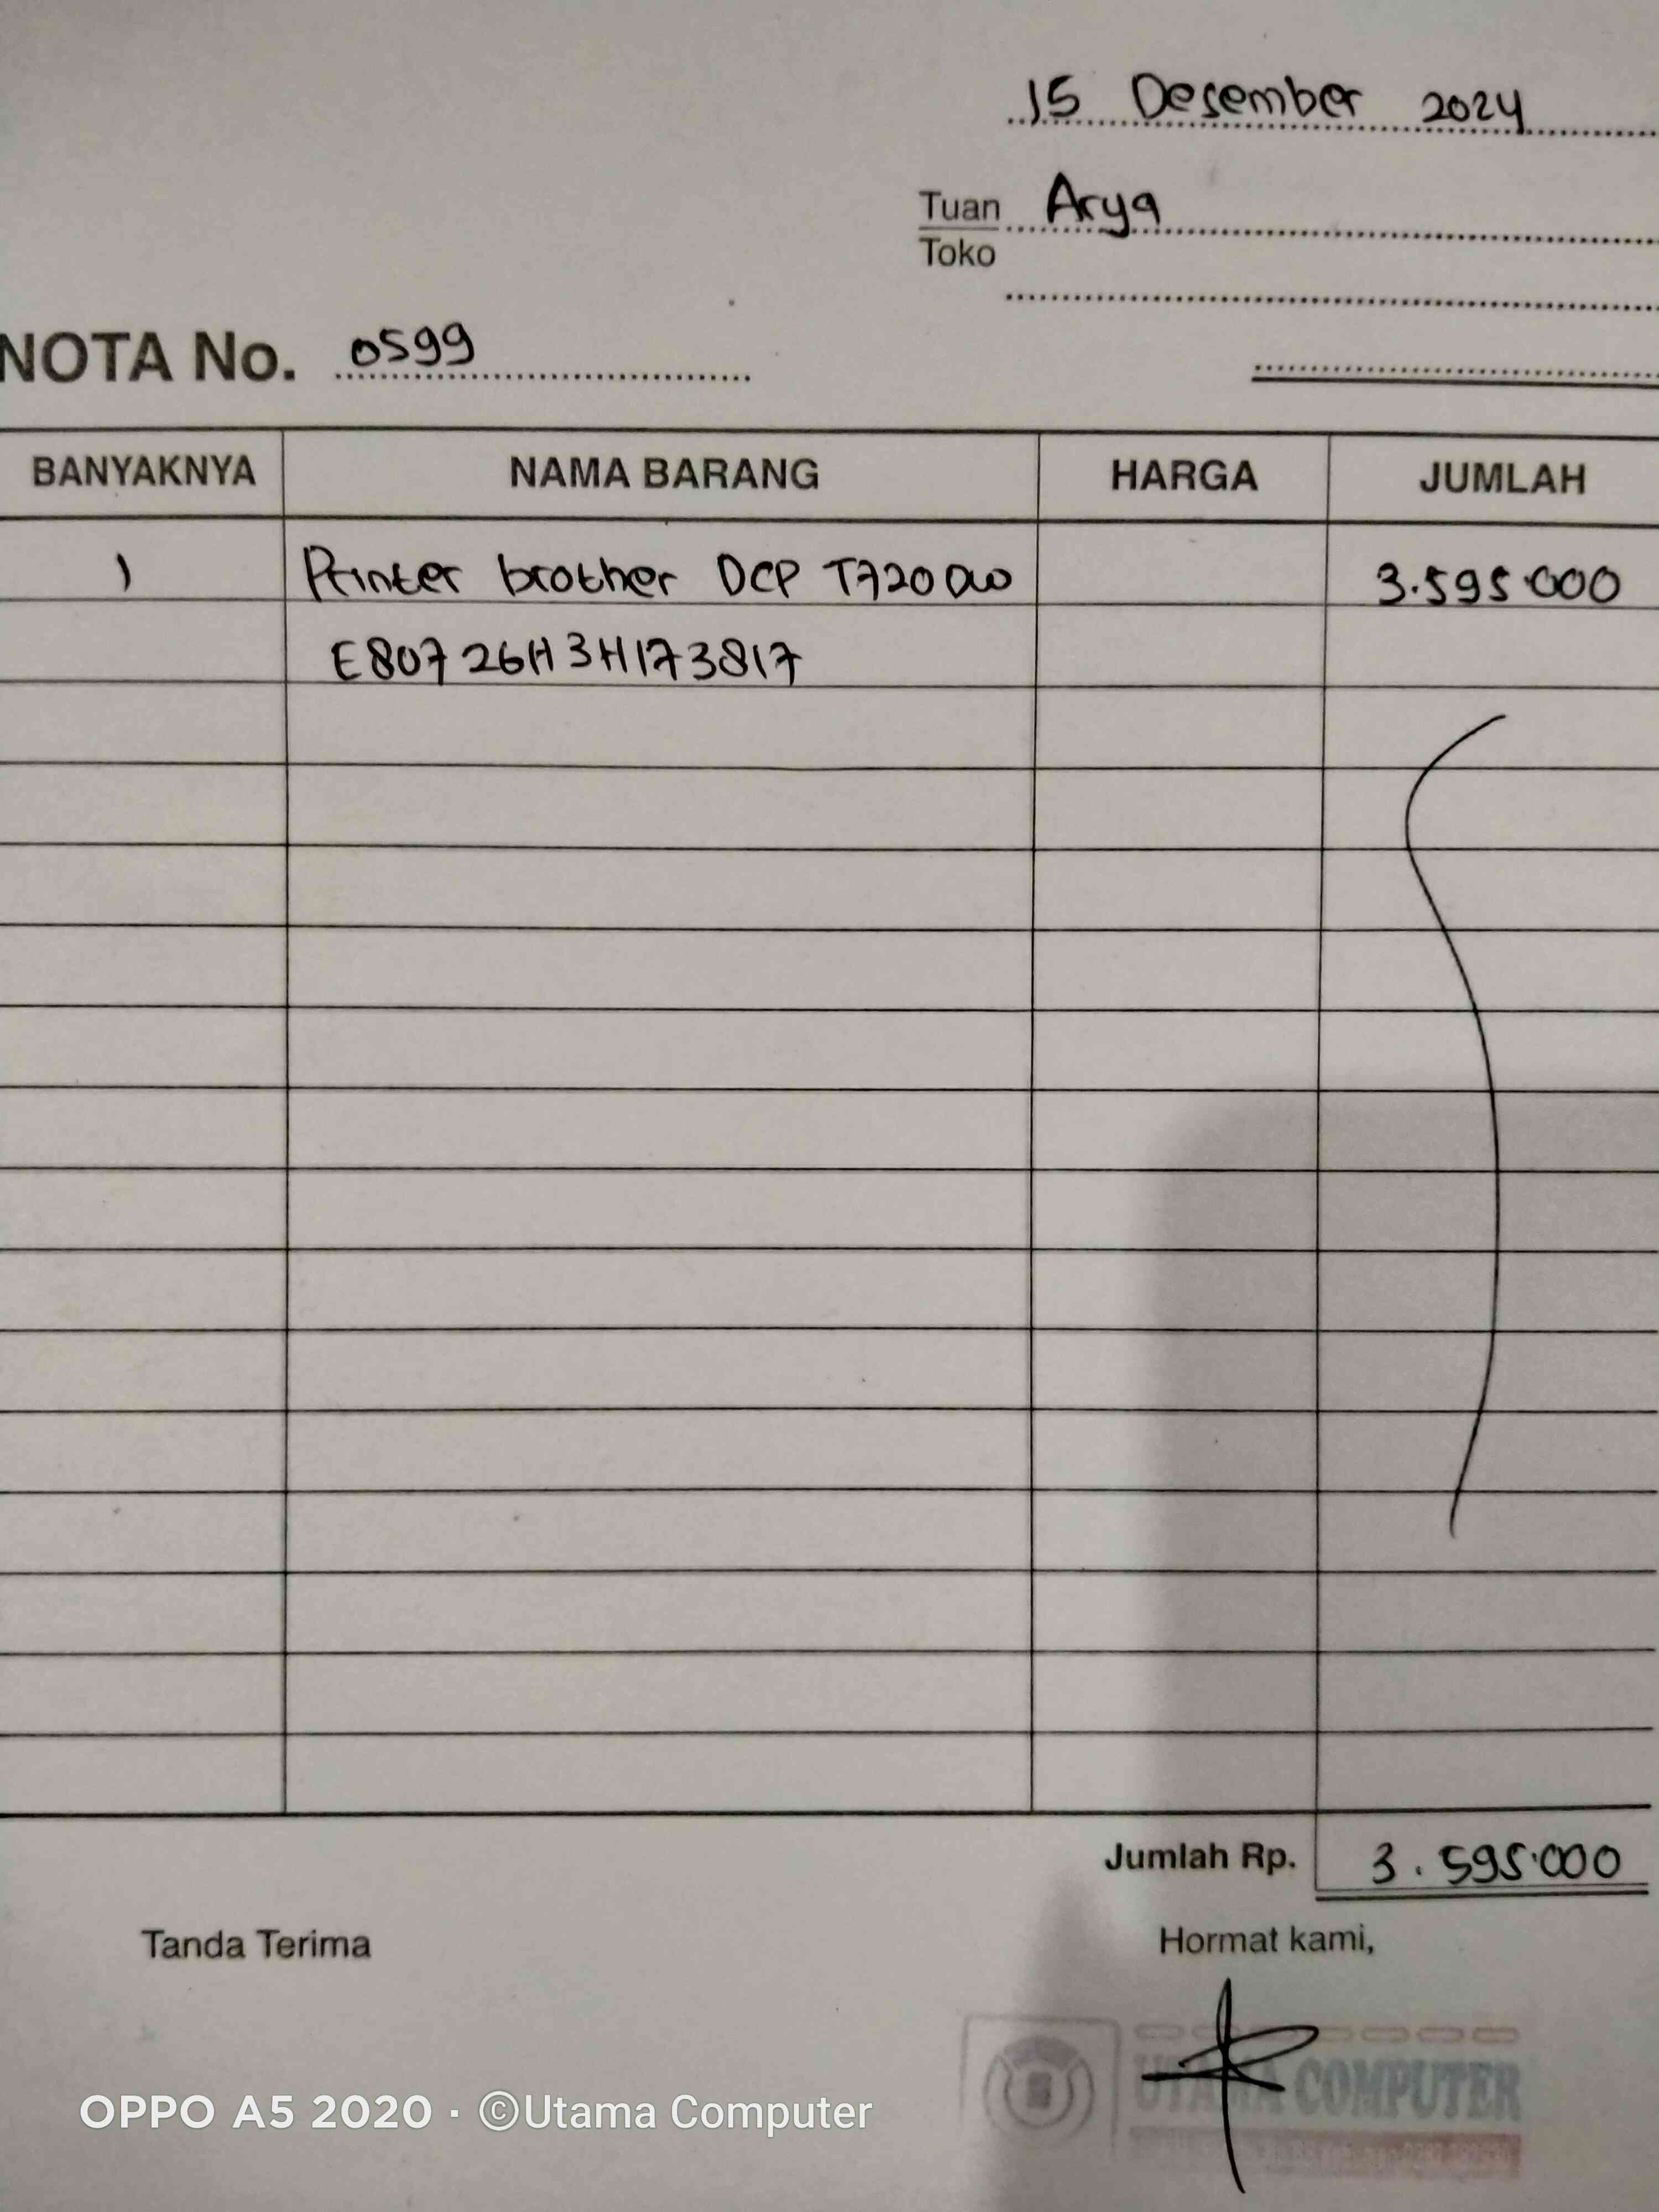 15 Desember 2024
Tuan Arya
Toko
NOTA No. 0599
BANYAKNYA NAMA BARANG HARGA JUMLAH
1 Printer brother DCP T720DW 3.595.000
E80726H3H173817
Jumlah Rp. 3.595.000
Tanda Terima Hormat kami,
UTAMA COMPUTER
OPPO A5 2020 · ©Utama Computer